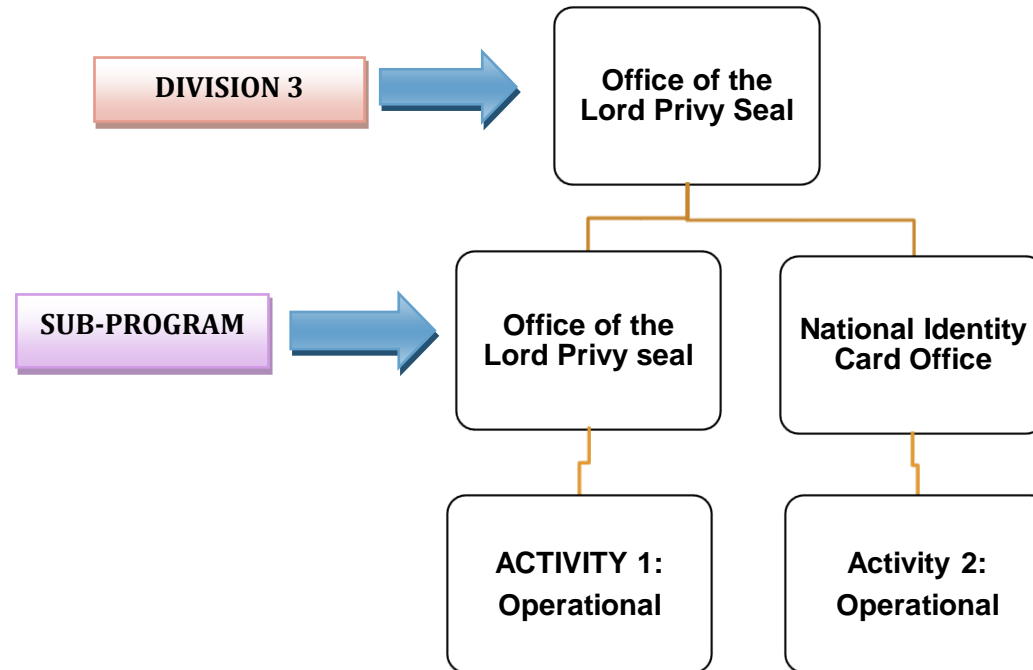 DIVISION 3
Office of the
Lord Privy Seal
SUB-PROGRAM
Office of the
Lord Privy seal
National Identity
Card Office
ACTIVITY 1:
Operational
Activity 2:
Operational